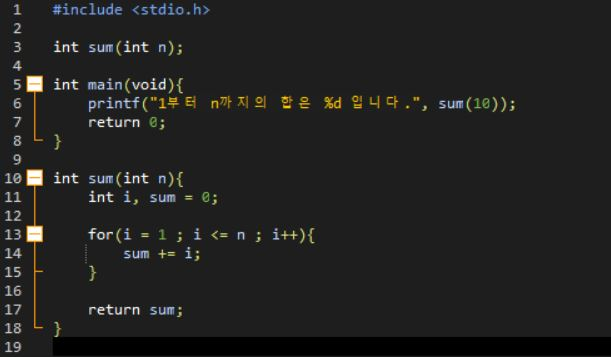 1 #include <stdio.h>
2
3 int sum(int n);
4
5 int main(void){
6 printf("1부터 n까지의 합은 %d 입니다.", sum(10));
7 return 0;
8 }
9
10 int sum(int n){
11 int i, sum = 0;
12
13 for(i = 1 ; i <= n ; i++){
14 sum += i;
15 }
16
17 return sum;
18 }
19